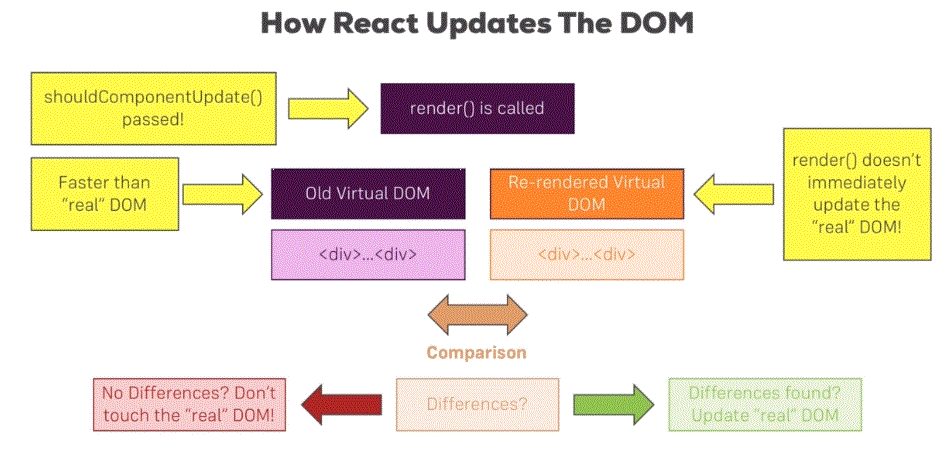 How React Updates The DOM
shouldComponentUpdate()
passed!
render() is called
Faster than
"real" DOM
Old Virtual DOM
Re-rendered Virtual
DOM
render() doesn't
immediately
update the
"real" DOM!
<div>...<div>
<div>...<div>
Comparison
No Differences? Don't
touch the "real" DOM!
Differences?
Differences found?
Update "real" DOM